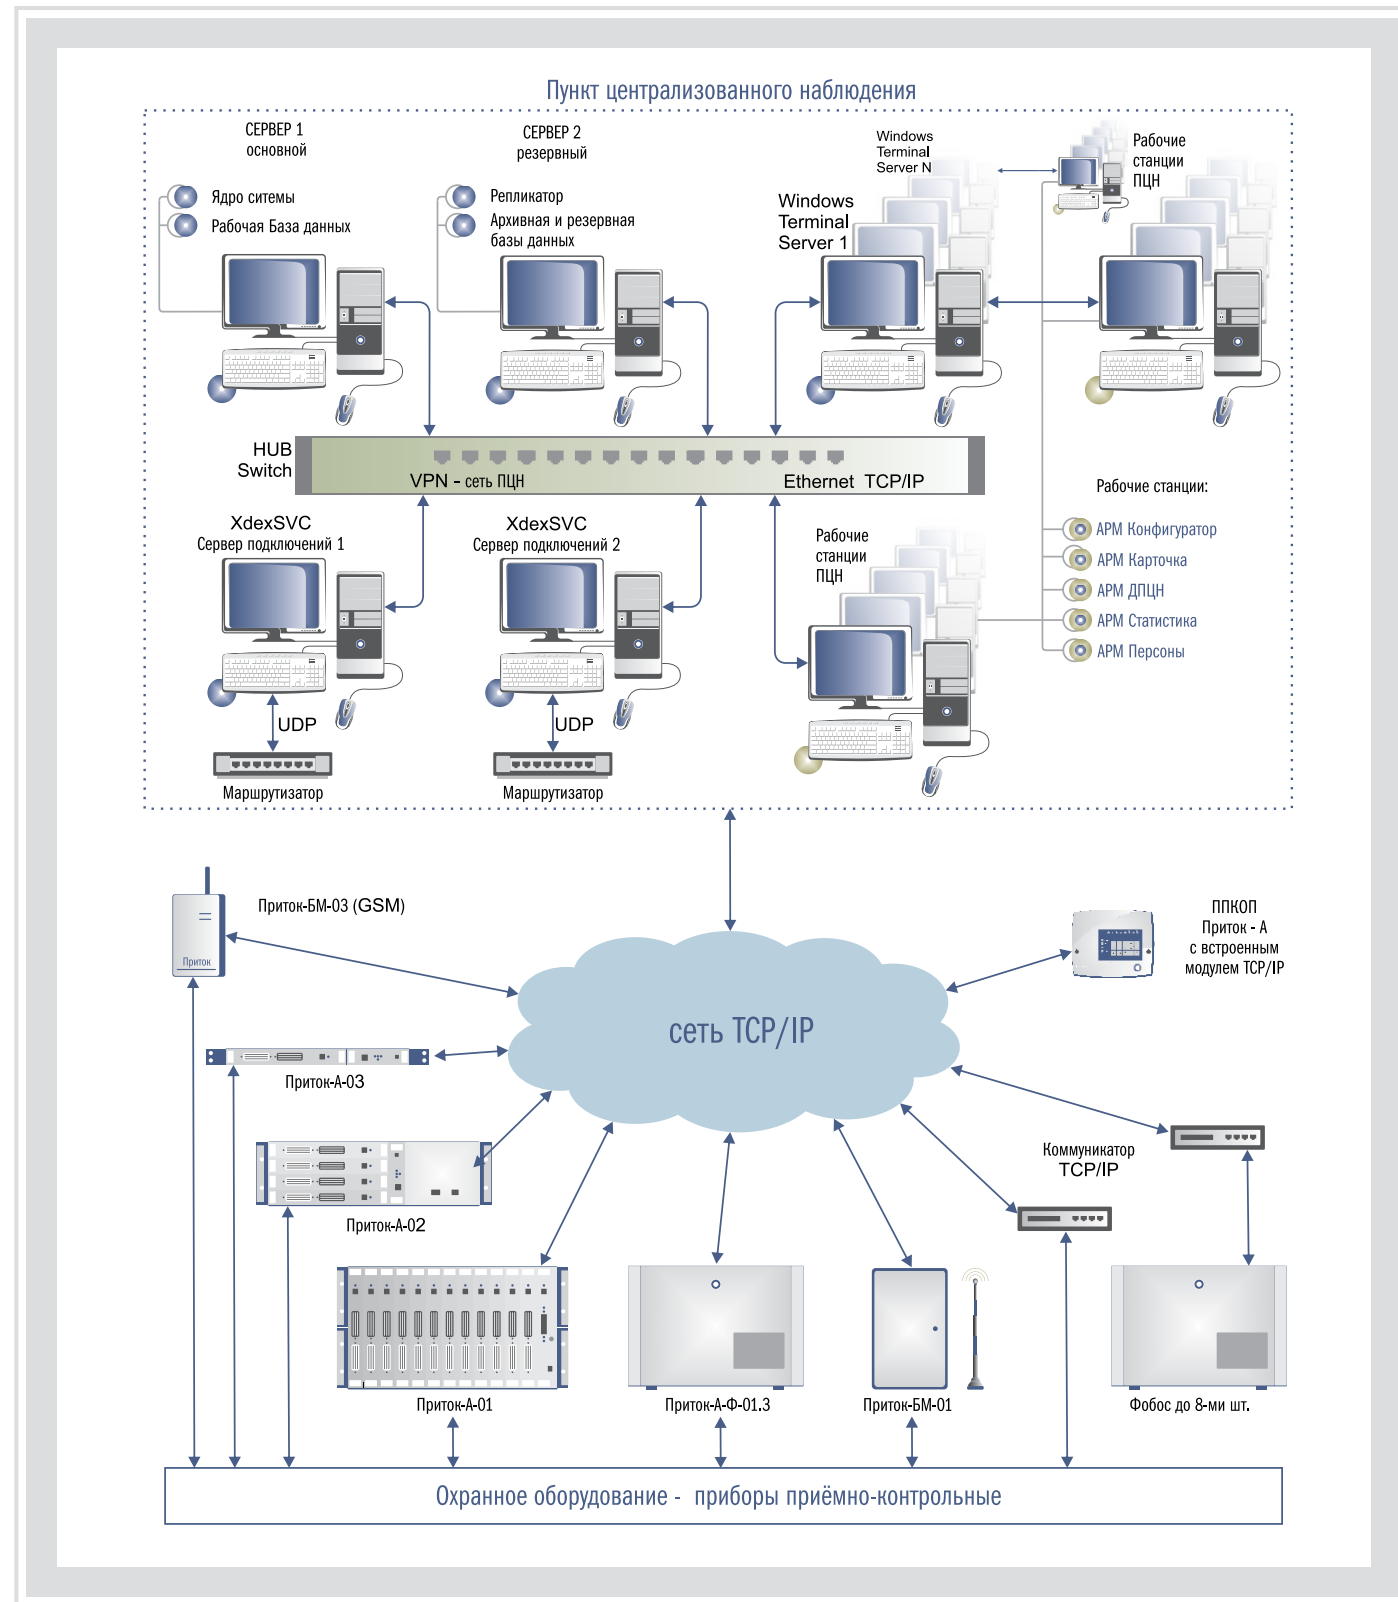 Пункт централизованного наблюдения
СЕРВЕР 1
основной
Ядро ситемы
Рабочая База данных
СЕРВЕР 2
резервный
Репликатор
Архивная и резервная
базы данных
Windows
Terminal
Server N
Windows
Terminal
Server 1
Рабочие
станции
ПЦН
HUB
Switch
VPN - сеть ПЦН
Ethernet TCP/IP
XdexSVC
Сервер подключений 1
XdexSVC
Сервер подключений 2
Рабочие
станции
ПЦН
Рабочие станции:
АРМ Конфигуратор
АРМ Карточка
АРМ ДПЦН
АРМ Статистика
АРМ Персоны
UDP
UDP
Маршрутизатор
Маршрутизатор
Приток-БМ-03 (GSM)
Приток
ППКОП
Приток - А
с встроенным
модулем TCP/IP
сеть TCP/IP
Приток-А-03
Приток-А-02
Коммуникатор
TCP/IP
Приток-А-01
Приток-А-Ф-01.3
Приток-БМ-01
Фобос до 8-ми шт.
Охранное оборудование - приборы приёмно-контрольные